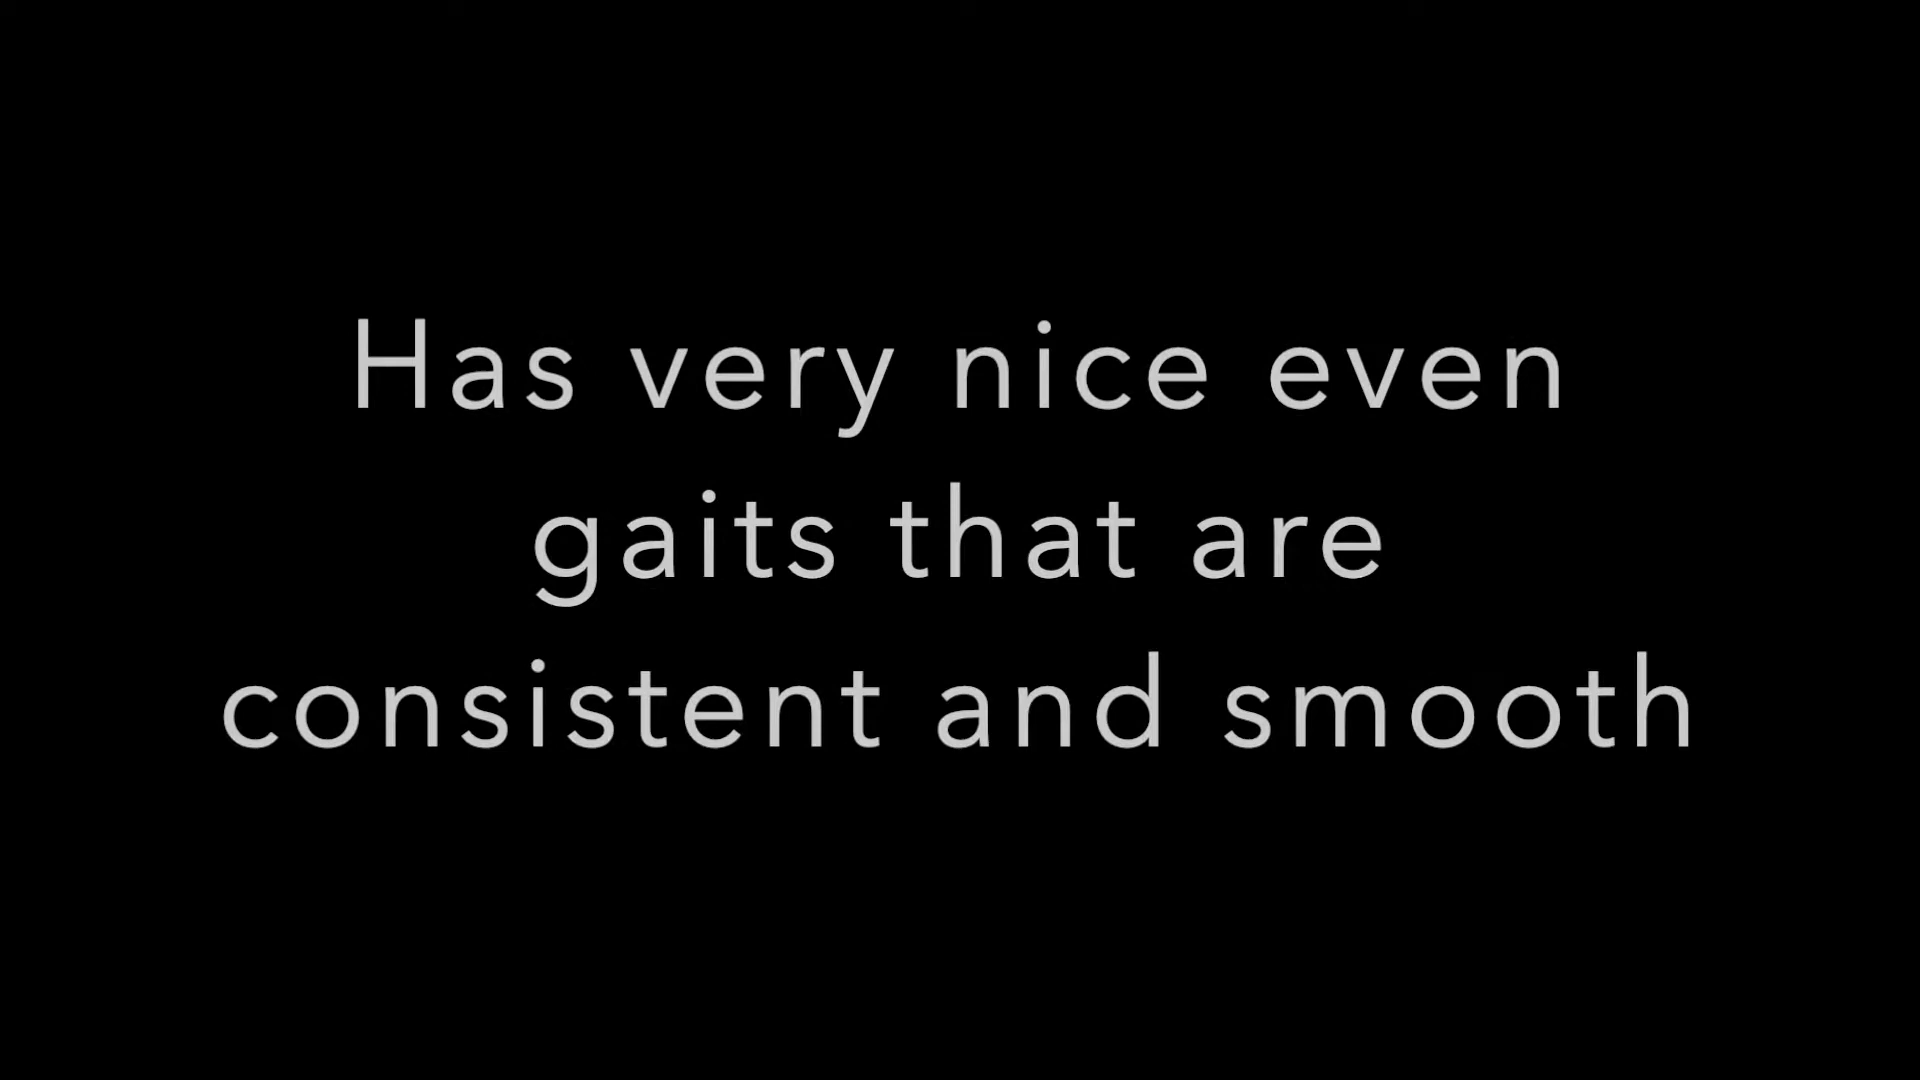 Has very nice even
gaits that are
consistent and smooth